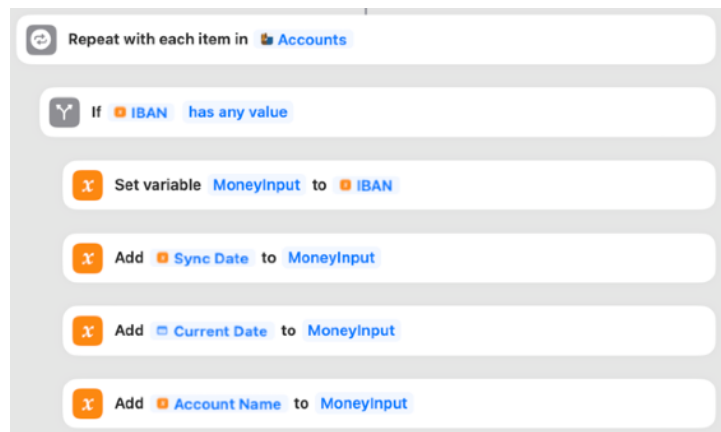 Repeat with each item in Accounts
If IBAN has any value
Set variable MoneyInput to IBAN
Add Sync Date to MoneyInput
Add Current Date to MoneyInput
Add Account Name to MoneyInput